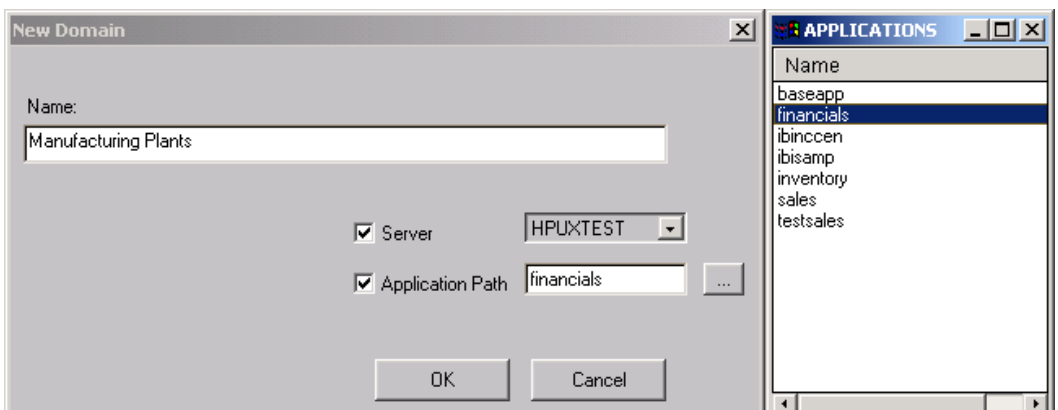 New Domain
Name:
Manufacturing Plants
Server
HPUXTEST
Application Path
financials
...
OK
Cancel
APPLICATIONS
Name
baseapp
financials
ibinccen
ibisamp
inventory
sales
testsales